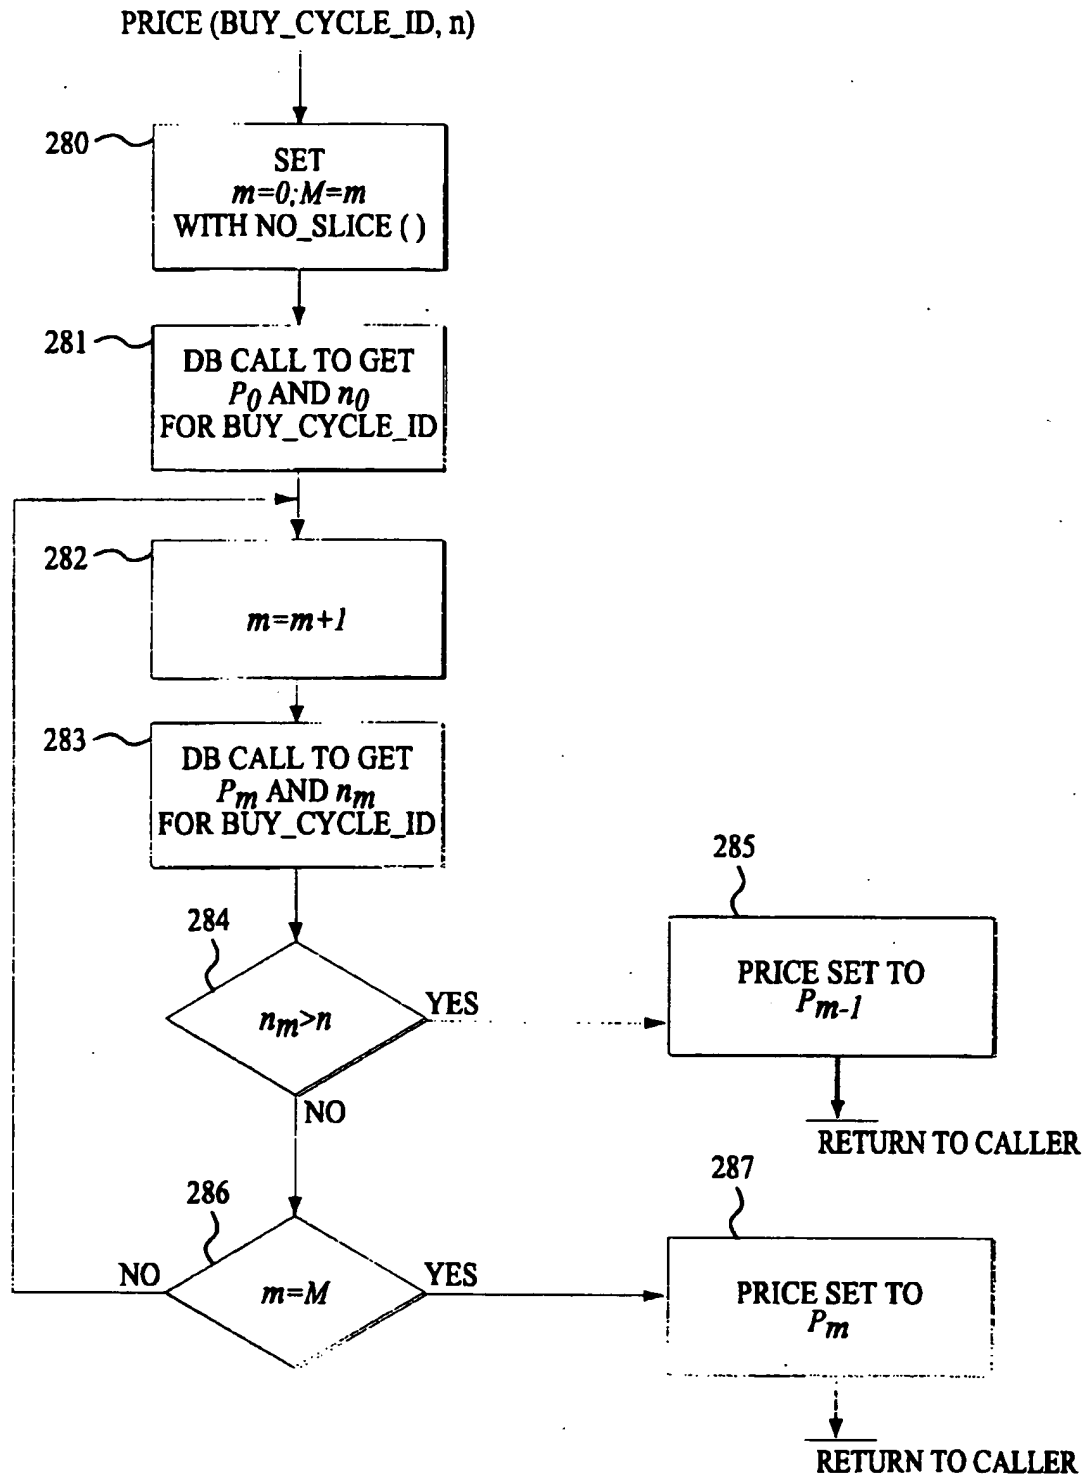 PRICE (BUY_CYCLE_ID, n)
280
SET
m=0;M=m
WITH NO_SLICE ( )
281
DB CALL TO GET
P0 AND n0
FOR BUY_CYCLE_ID
282
m=m+1
283
DB CALL TO GET
Pm AND nm
FOR BUY_CYCLE_ID
284
nm>n
YES
NO
285
PRICE SET TO
Pm-1
RETURN TO CALLER
286
NO
m=M
YES
287
PRICE SET TO
Pm
RETURN TO CALLER